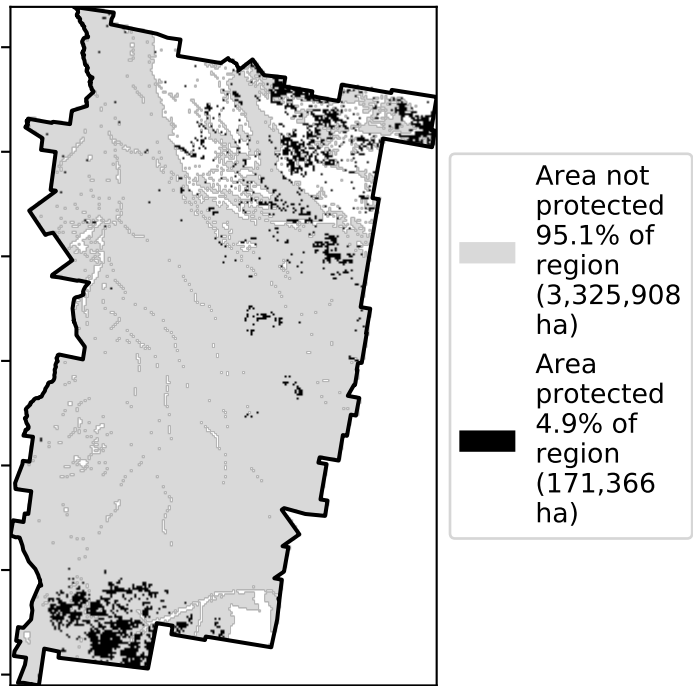 Area not
protected
95.1% of
region
(3,325,908
ha)
Area
protected
4.9% of
region
(171,366
ha)